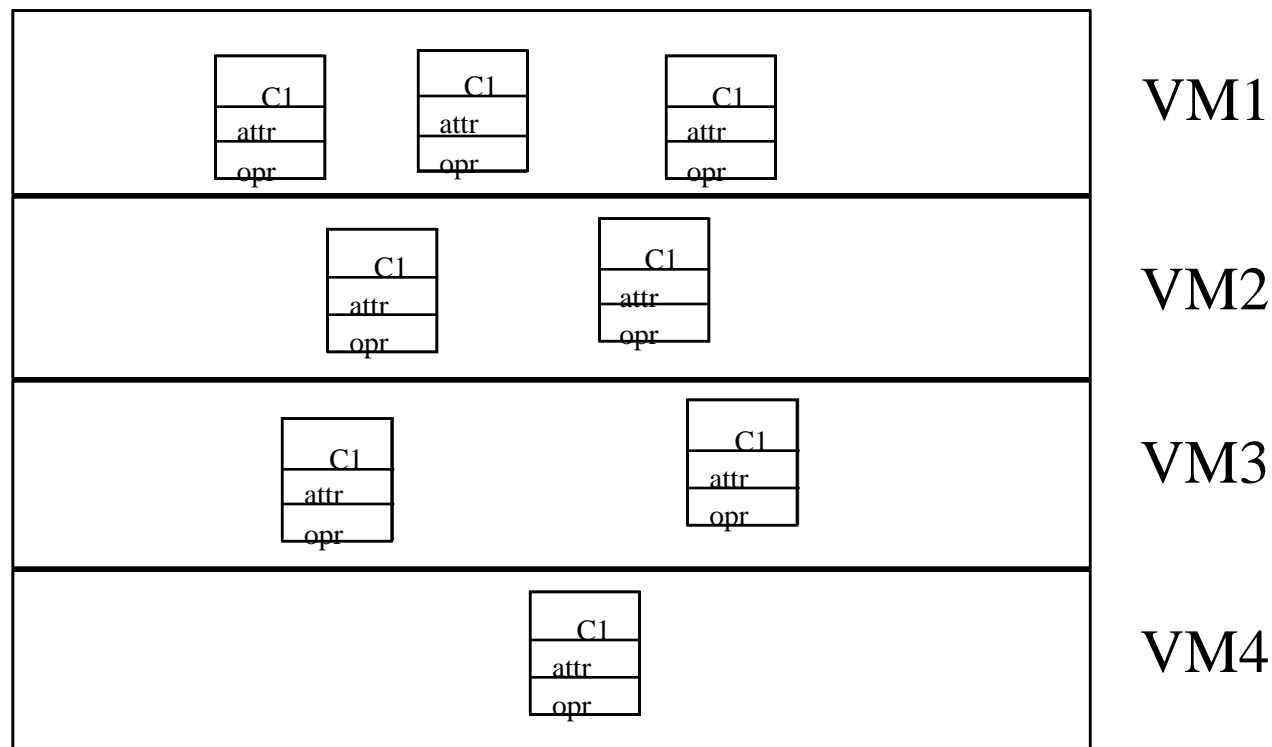 C1 C1 C1
attr attr attr
opr opr opr
VM1
C1 C1
attr attr
opr opr
VM2
C1 C1
attr attr
opr opr
VM3
C1
attr
opr
VM4